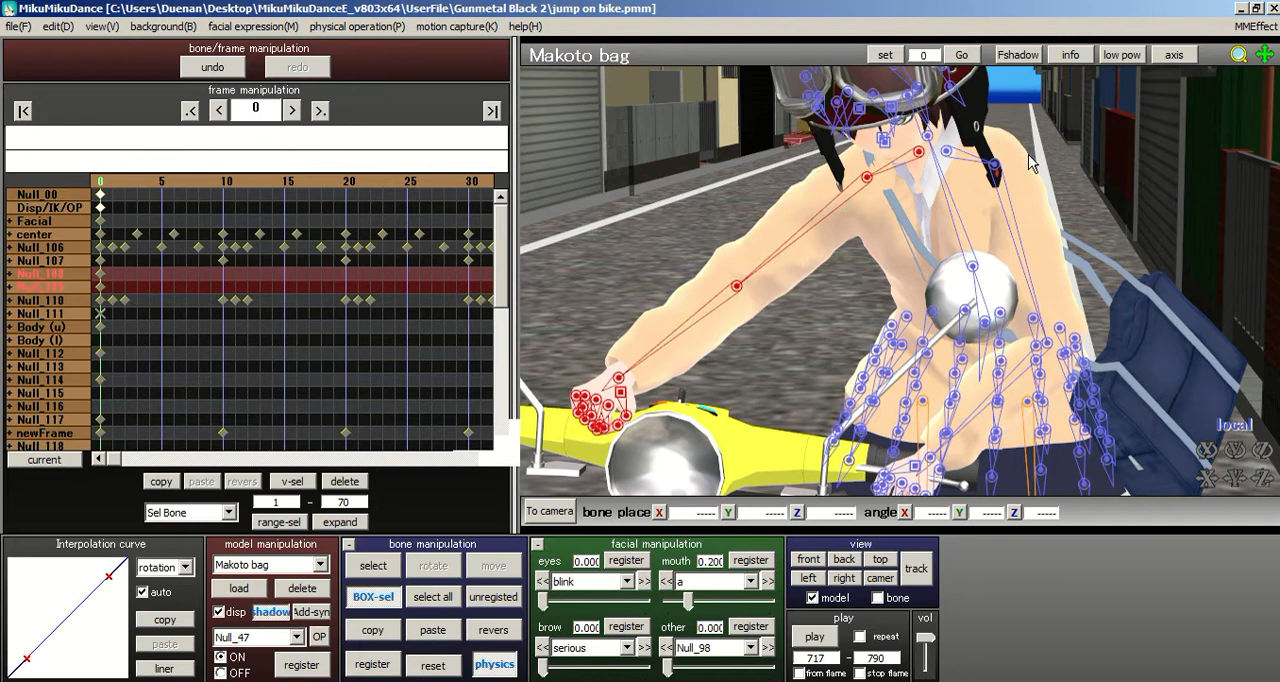 MikuMikuDance [C:\Users\Duenan\Desktop\MikuMikuDanceE_v803x64\UserFile\Gunmetal Black 2\jump on bike.pmm]
file(F) edit(D) view(V) background(B) facial expression(M) physical operation(P) motion capture(K) help(H) MMEffect
bone/frame manipulation
undo redo
frame manipulation
|< .< < 0 > >. >|
0 5 10 15 20 25 30
Null_00
Disp/IK/OP
+ Facial
+ center
+ Null_106
+ Null_107
+ Null_110
+ Null_111
+ Body (u)
+ Body (l)
+ Null_112
+ Null_113
+ Null_114
+ Null_115
+ Null_116
+ Null_117
+ newFrame
+ Null_118
current
copy paste revers v-sel delete
Sel Bone 1 - 70
range-sel expand
Makoto bag set 0 Go Fshadow info low pow axis
local
X Y Z
X Y Z
To camera bone place X ----- Y ----- Z ----- angle X ----- Y ----- Z -----
Interpolation curve
rotation
auto
copy
paste
liner
model manipulation
Makoto bag
load delete
disp shadow Add-syn
Null_47 OP
ON
OFF
register
- bone manipulation
select rotate move
BOX-sel select all unregisted
copy paste revers
register reset physics
- facial manipulation
eyes 0.000 register mouth 0.200 register
<< blink >> << a >>
brow 0.000 register other 0.000 register
<< serious >> << Null_98 >>
view
front back top track
left right camer
model bone
play
play repeat
717 - 790
from flame stop flame
vol